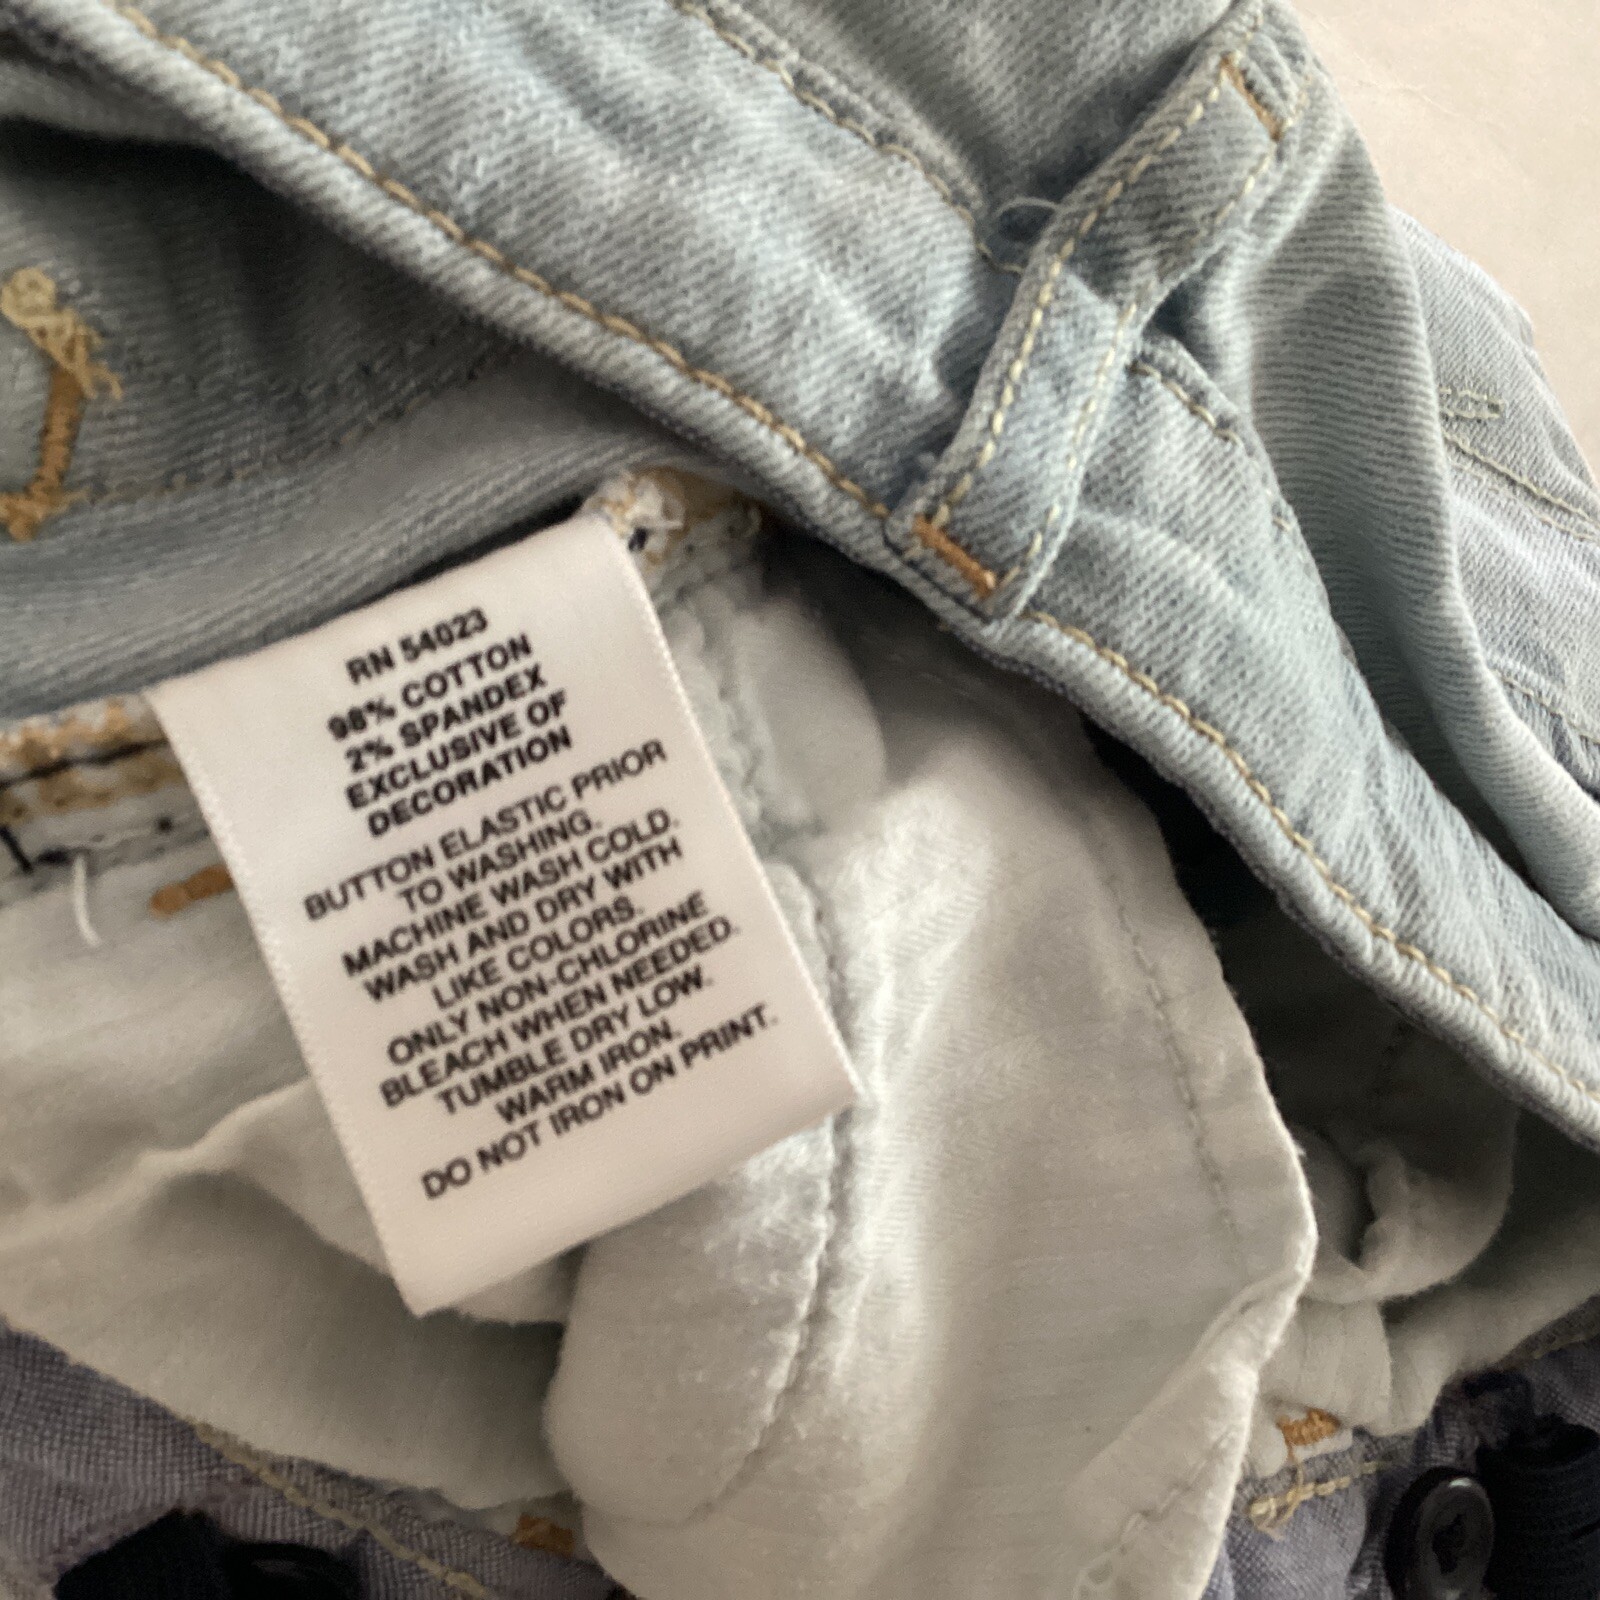 RN 54023
98% COTTON
2% SPANDEX
EXCLUSIVE OF
DECORATION
BUTTON ELASTIC PRIOR
TO WASHING.
MACHINE WASH COLD.
WASH AND DRY WITH
LIKE COLORS.
ONLY NON-CHLORINE
BLEACH WHEN NEEDED.
TUMBLE DRY LOW.
WARM IRON.
DO NOT IRON ON PRINT.